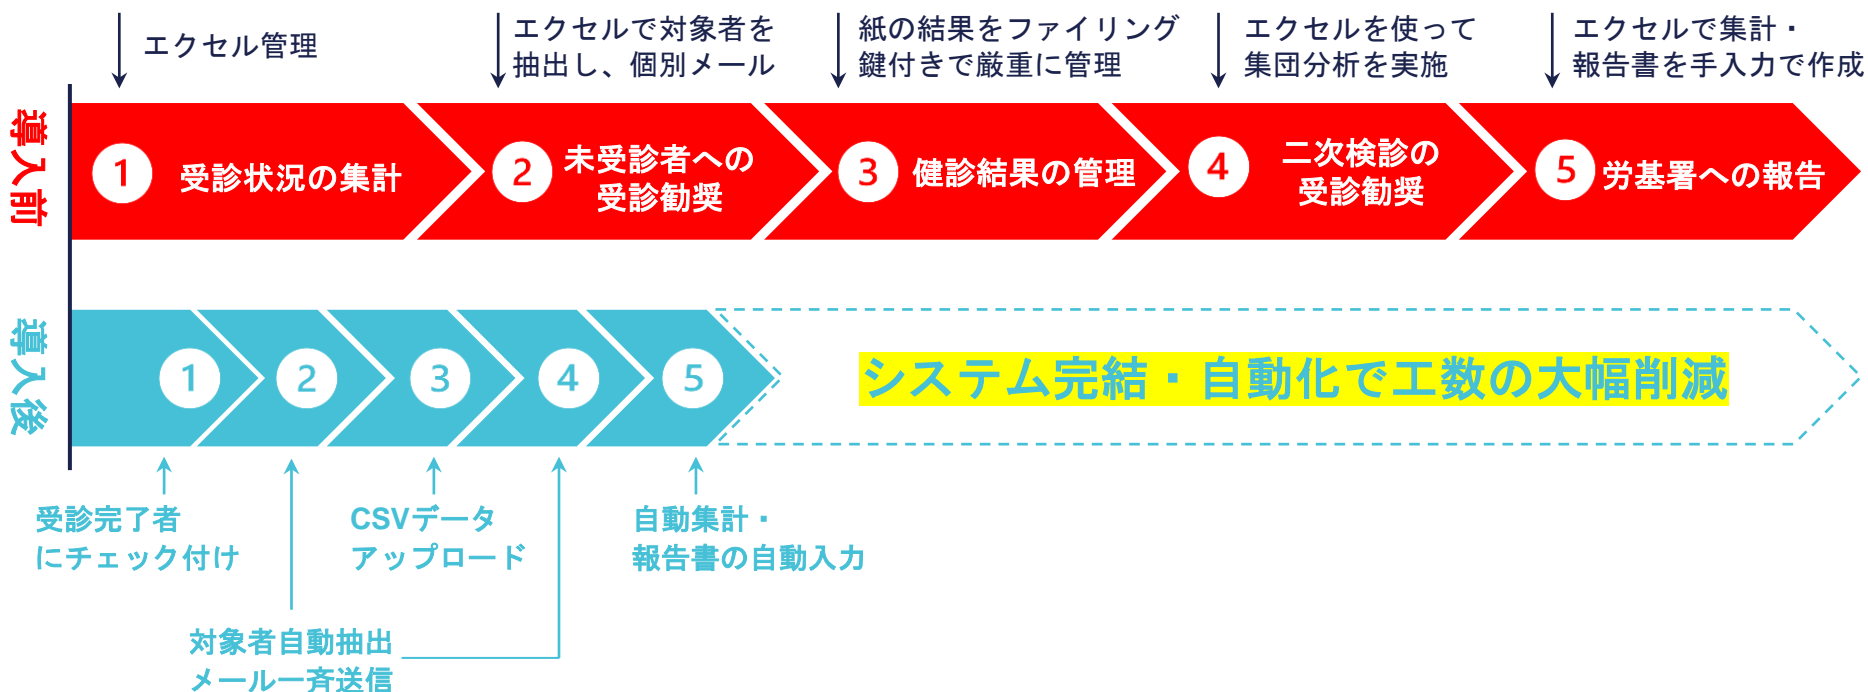 エクセル管理
エクセルで対象者を
抽出し、個別メール
紙の結果をファイリング
鍵付きで厳重に管理
エクセルを使って
集団分析を実施
エクセルで集計・
報告書を手入力で作成
導入前
1 受診状況の集計
2 未受診者への
受診勧奨
3 健診結果の管理
4 二次検診の
受診勧奨
5 労基署への報告
導入後
1
2
3
4
5
システム完結・自動化で工数の大幅削減
受診完了者
にチェック付け
CSVデータ
アップロード
自動集計・
報告書の自動入力
対象者自動抽出
メール一斉送信